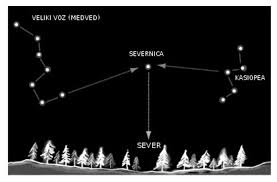 VELIKI VOZ (MEDVED)
SEVERNICA
KASIOPEA
SEVER